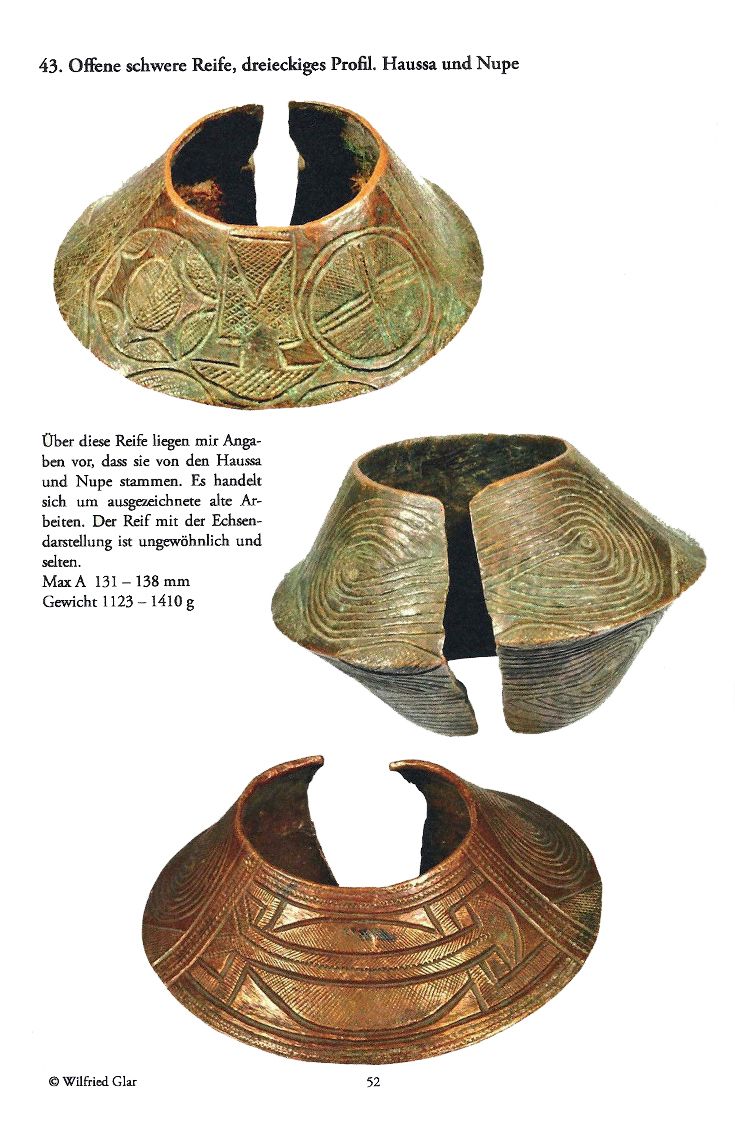 43. Offene schwere Reife, dreieckiges Profil. Haussa und Nupe
Über diese Reife liegen mir Anga-
ben vor, dass sie von den Haussa
und Nupe stammen. Es handelt
sich um ausgezeichnete alte Ar-
beiten. Der Reif mit der Echsen-
darstellung ist ungewöhnlich und
selten.
Max A 131 – 138 mm
Gewicht 1123 – 1410 g
© Wilfried Glar
52